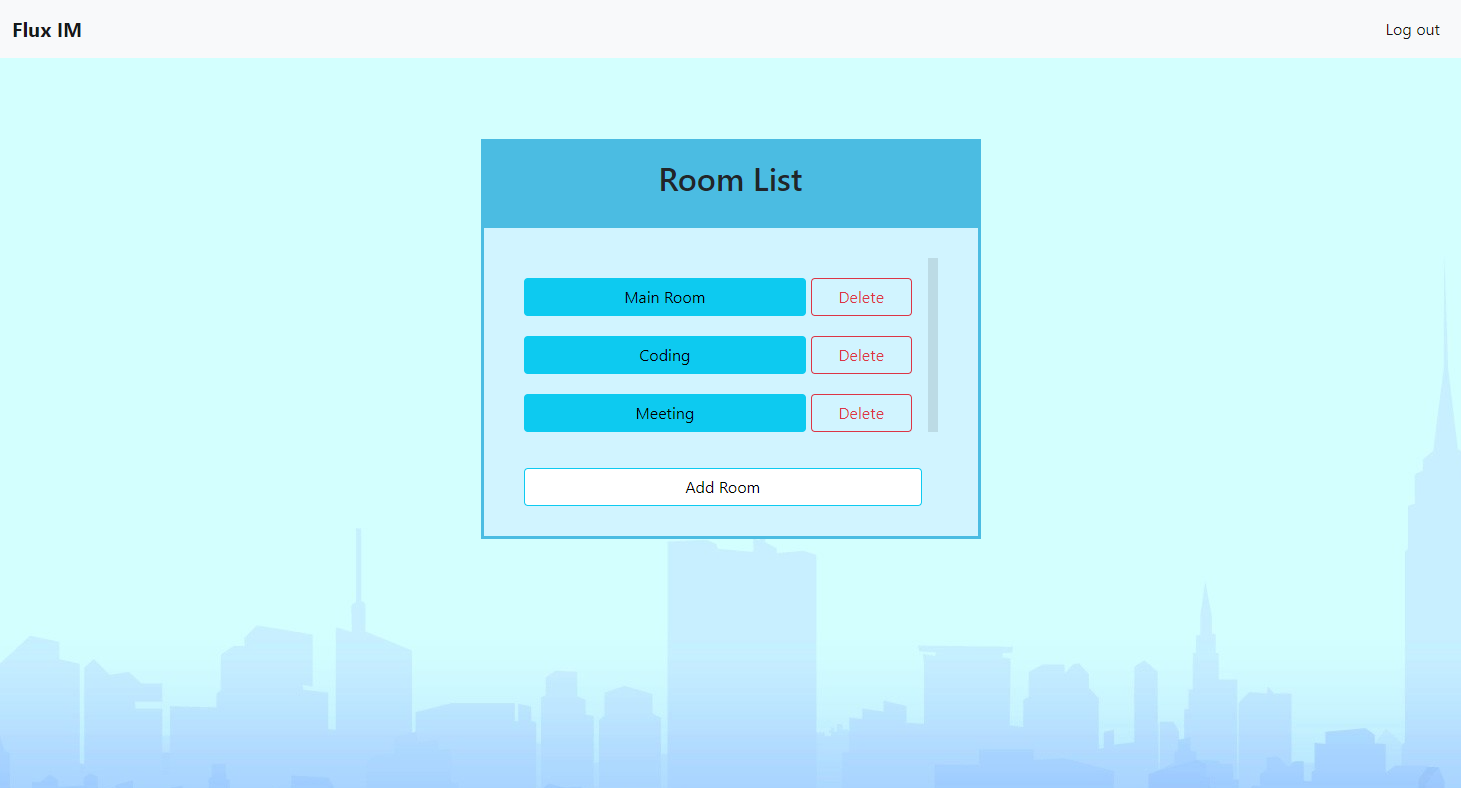 Flux IM
Log out
Room List
Main Room
Delete
Coding
Delete
Meeting
Delete
Add Room